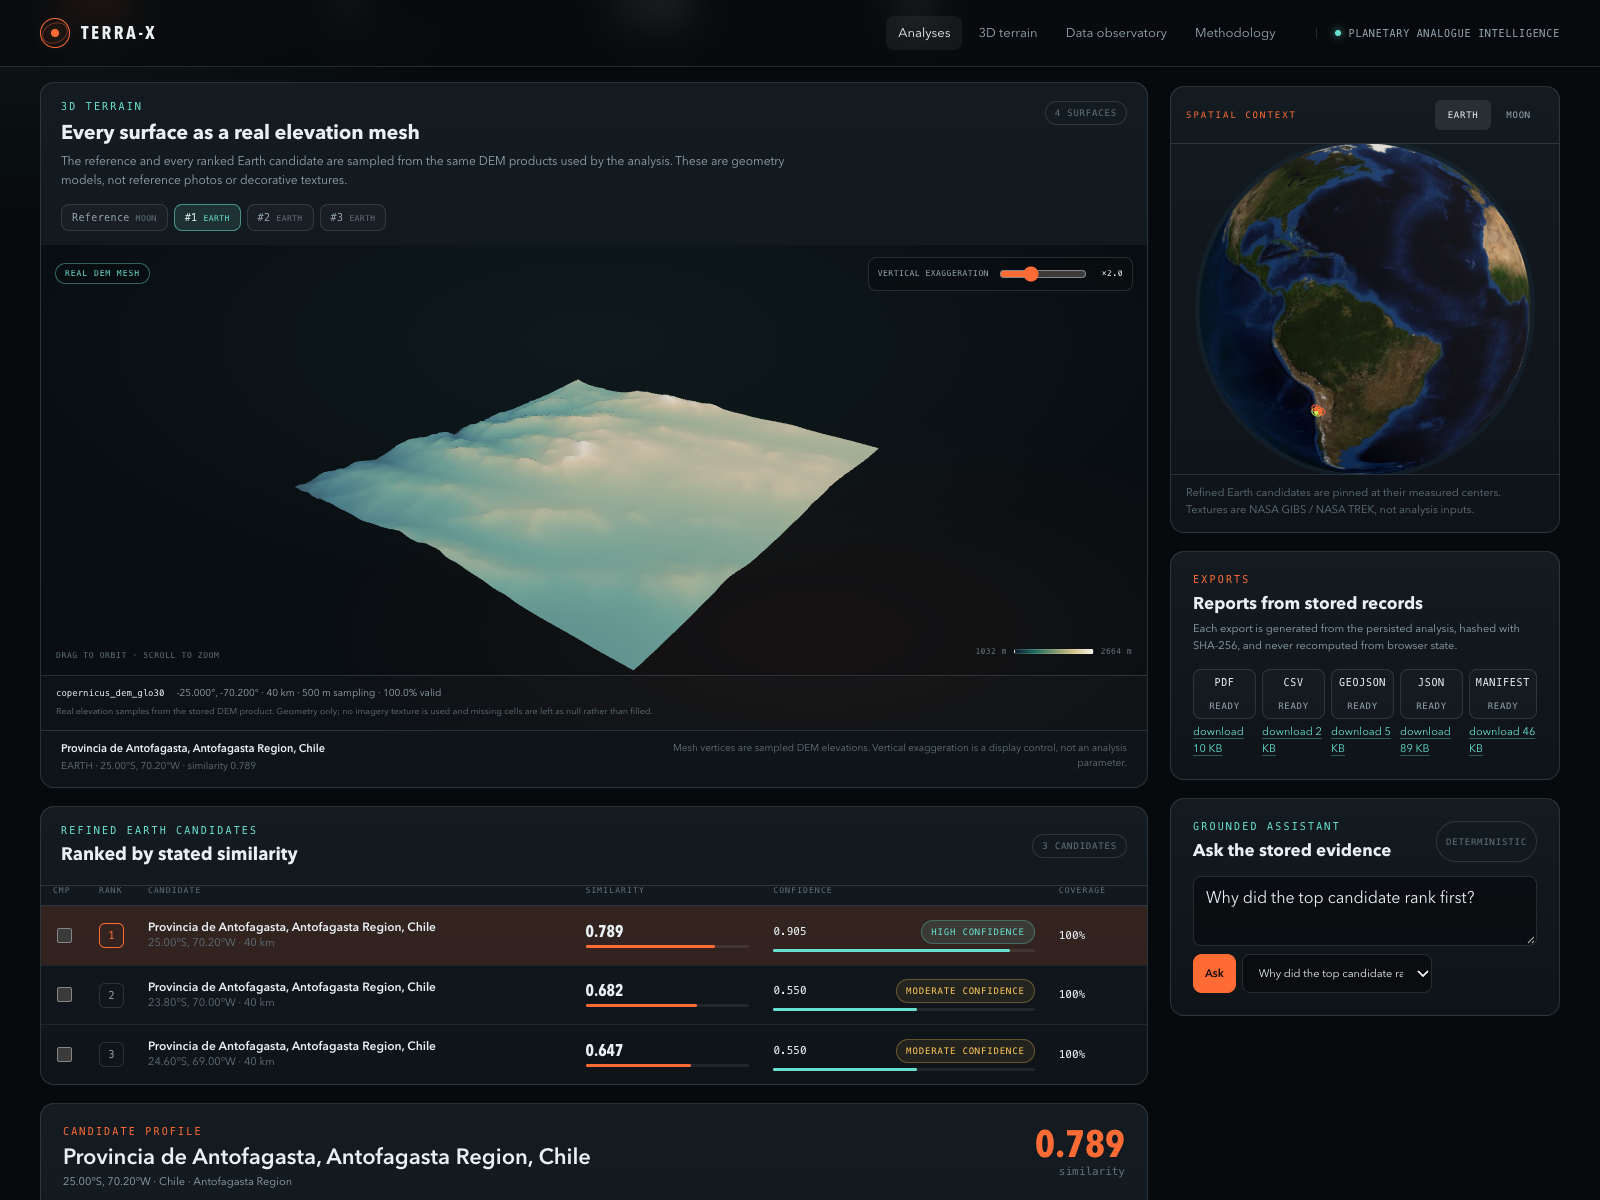 TERRA-X
Analyses
3D terrain
Data observatory
Methodology
PLANETARY ANALOGUE INTELLIGENCE
3D TERRAIN
4 SURFACES
Every surface as a real elevation mesh
The reference and every ranked Earth candidate are sampled from the same DEM products used by the analysis. These are geometry
models, not reference photos or decorative textures.
Reference MOON
#1 EARTH
#2 EARTH
#3 EARTH
REAL DEM MESH
VERTICAL EXAGGERATION ×2.0
DRAG TO ORBIT · SCROLL TO ZOOM
1032 m 2664 m
copernicus_dem_glo30 -25.000°, -70.200° · 40 km · 500 m sampling · 100.0% valid
Real elevation samples from the stored DEM product. Geometry only; no imagery texture is used and missing cells are left as null rather than filled.
Provincia de Antofagasta, Antofagasta Region, Chile
EARTH · 25.00°S, 70.20°W · similarity 0.789
Mesh vertices are sampled DEM elevations. Vertical exaggeration is a display control, not an analysis
parameter.
REFINED EARTH CANDIDATES
Ranked by stated similarity
3 CANDIDATES
CMP RANK CANDIDATE SIMILARITY CONFIDENCE COVERAGE
1 Provincia de Antofagasta, Antofagasta Region, Chile 0.789 0.905 HIGH CONFIDENCE 100%
25.00°S, 70.20°W · 40 km
2 Provincia de Antofagasta, Antofagasta Region, Chile 0.682 0.550 MODERATE CONFIDENCE 100%
23.80°S, 70.00°W · 40 km
3 Provincia de Antofagasta, Antofagasta Region, Chile 0.647 0.550 MODERATE CONFIDENCE 100%
24.60°S, 69.00°W · 40 km
CANDIDATE PROFILE
Provincia de Antofagasta, Antofagasta Region, Chile
25.00°S, 70.20°W · Chile · Antofagasta Region
0.789
similarity
SPATIAL CONTEXT
EARTH
MOON
Refined Earth candidates are pinned at their measured centers.
Textures are NASA GIBS / NASA TREK, not analysis inputs.
EXPORTS
Reports from stored records
Each export is generated from the persisted analysis, hashed with
SHA-256, and never recomputed from browser state.
PDF CSV GEOJSON JSON MANIFEST
READY READY READY READY READY
download download 2 download 5 download download 46
10 KB KB KB 89 KB KB
GROUNDED ASSISTANT
Ask the stored evidence
DETERMINISTIC
Why did the top candidate rank first?
Ask
Why did the top candidate ra